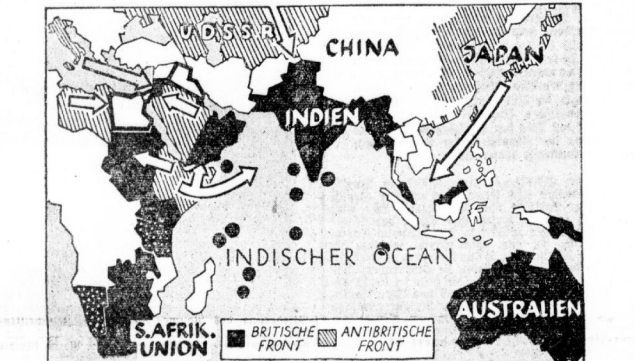 U D S S R
CHINA
JAPAN
INDIEN
INDISCHER OCEAN
AUSTRALIEN
S. AFRIK.
UNION
BRITISCHE
FRONT
ANTIBRITISCHE
FRONT